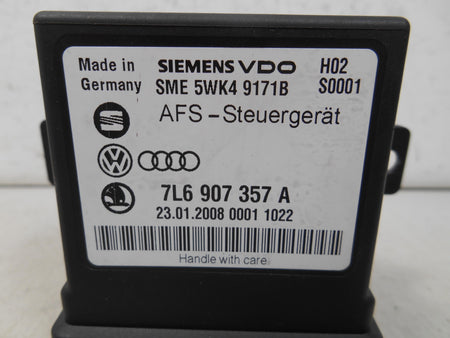 Made in Germany
SIEMENS VDO H02
SME 5WK4 9171B S0001
AFS-Steuergerät
7L6 907 357 A
23.01.2008 0001 1022
Handle with care